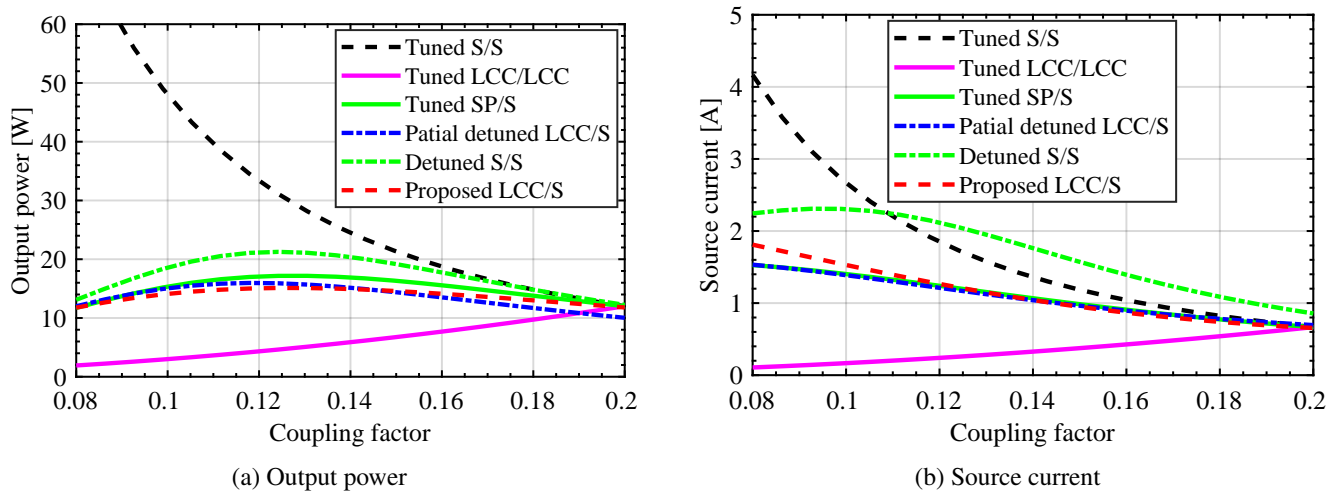 60
50
40
30
20
10
0
Output power [W]
0.08
0.1
0.12
0.14
0.16
0.18
0.2
Coupling factor
Tuned S/S
Tuned LCC/LCC
Tuned SP/S
Patial detuned LCC/S
Detuned S/S
Proposed LCC/S
(a) Output power
5
4
3
2
1
0
Source current [A]
0.08
0.1
0.12
0.14
0.16
0.18
0.2
Coupling factor
Tuned S/S
Tuned LCC/LCC
Tuned SP/S
Patial detuned LCC/S
Detuned S/S
Proposed LCC/S
(b) Source current